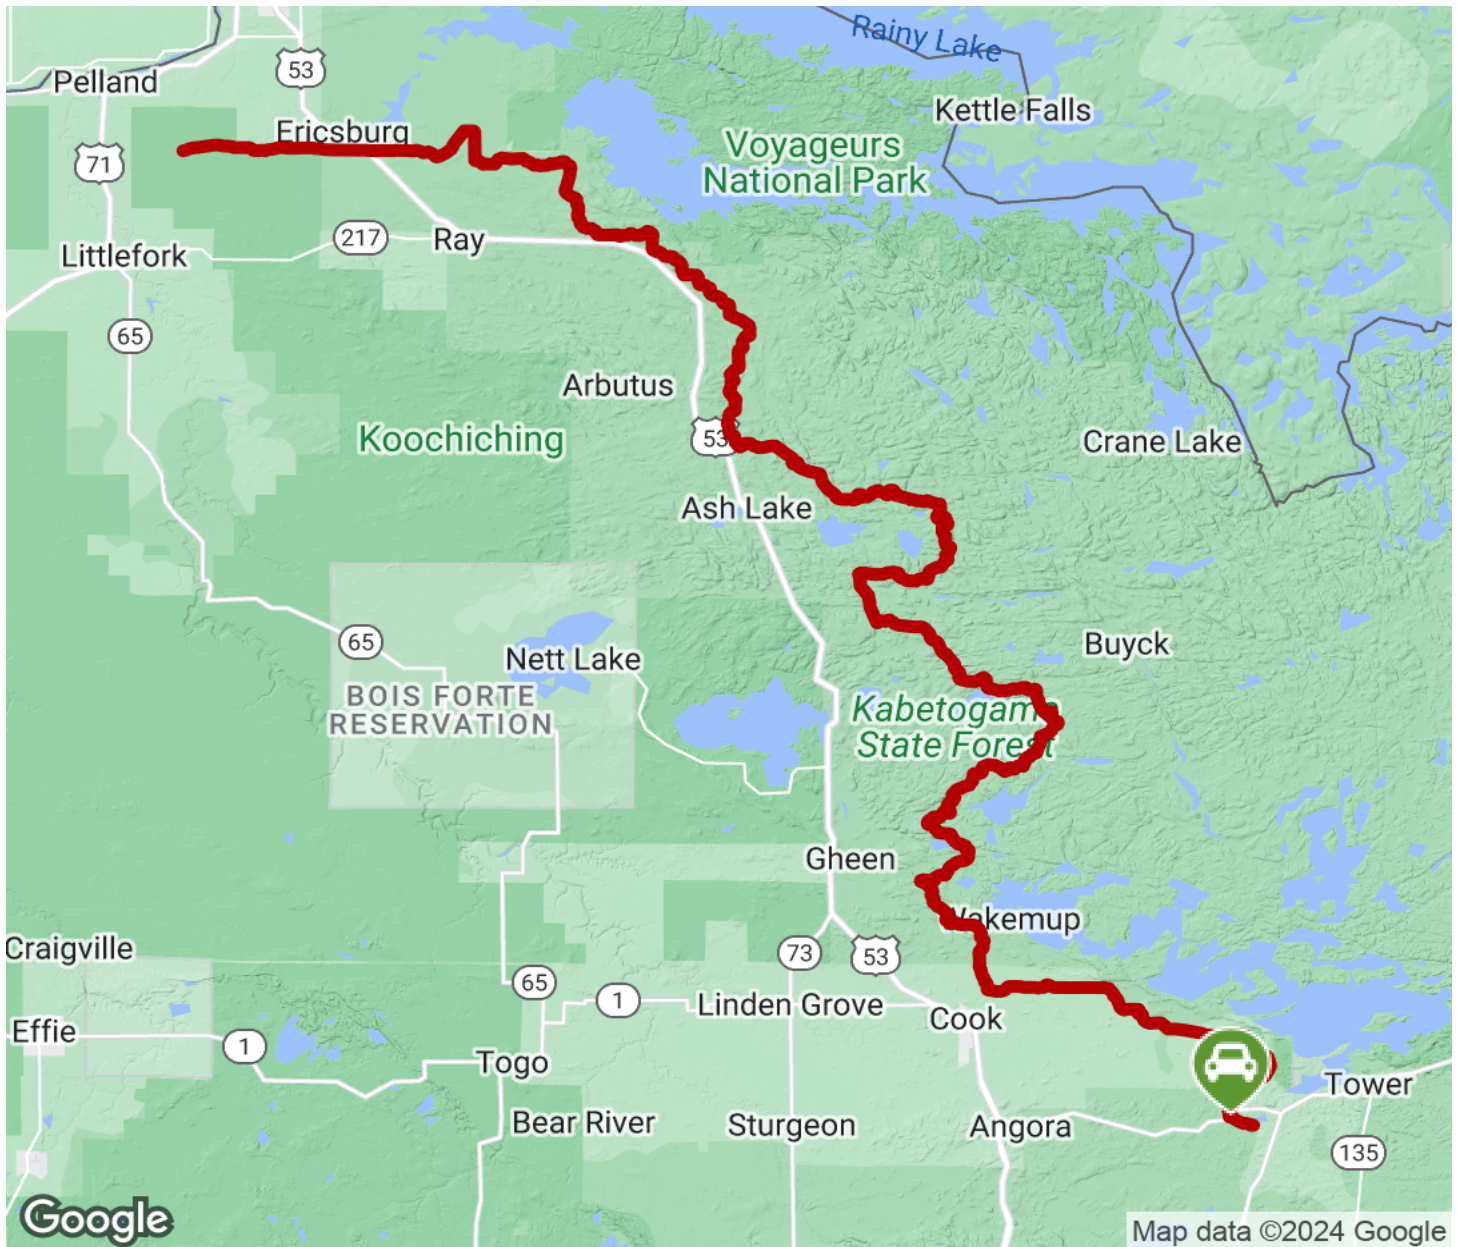 Rainy Lake
53
Pelland
Kettle Falls
Ericsburg
Voyageurs
National Park
71
217
Ray
Littlefork
65
Arbutus
Koochiching
53
Crane Lake
Ash Lake
65
Nett Lake
Buyck
BOIS FORTE
RESERVATION
Kabetogama
State Forest
Gheen
Wakemup
Craigville
73
53
65
1
Linden Grove
Cook
Effie
1
Togo
Tower
Bear River
Sturgeon
Angora
135
Google
Map data ©2024 Google